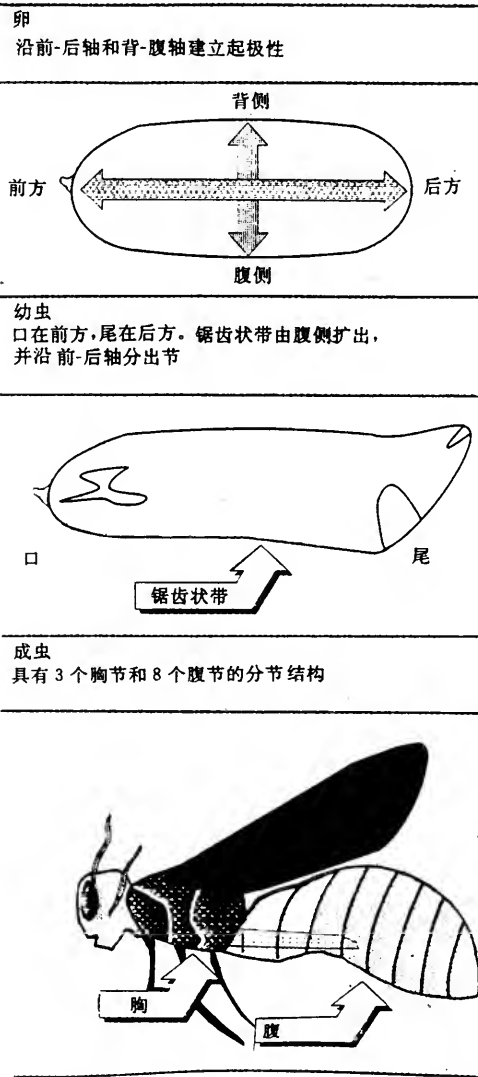 卵
沿前-后轴和背-腹轴建立起极性
背侧
前方
后方
腹侧
幼虫
口在前方,尾在后方。锯齿状带由腹侧扩出,
并沿前-后轴分出节
口
尾
锯齿状带
成虫
具有 3 个胸节和 8 个腹节的分节结构
胸
腹